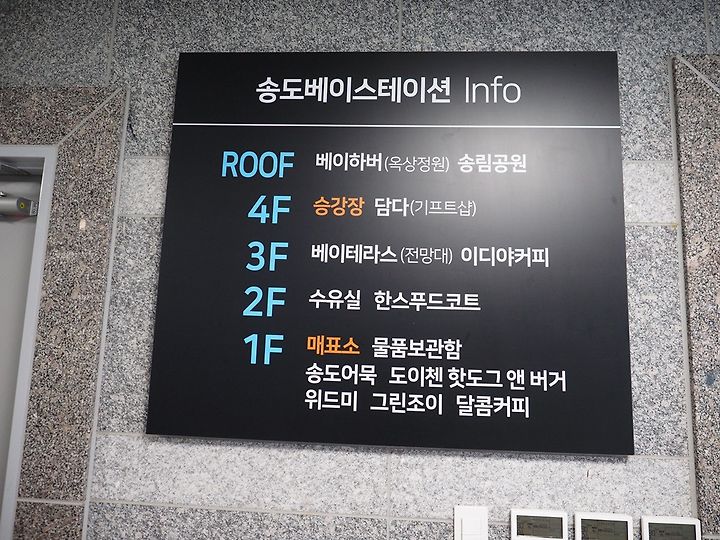 송도베이스테이션 Info
ROOF 베이하버(옥상정원) 송림공원
4F 승강장 담다(기프트샵)
3F 베이테라스(전망대) 이디야커피
2F 수유실 한스푸드코트
1F 매표소 물품보관함
송도어묵 도이첸 핫도그 앤 버거
위드미 그린조이 달콤커피